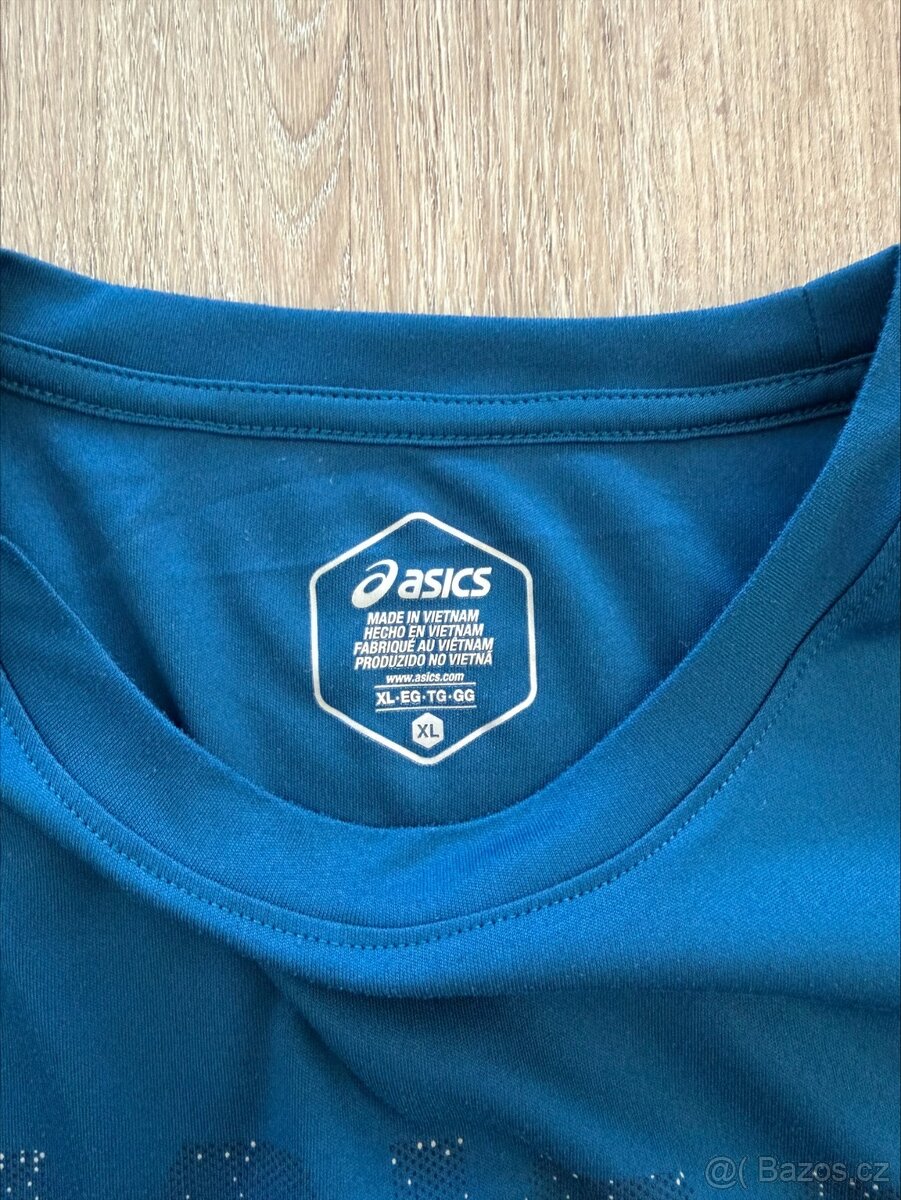 asics
MADE IN VIETNAM
HECHO EN VIETNAM
FABRIQUÉ AU VIÊTNAM
PRODUZIDO NO VIETNÃ
www.asics.com
XL·EG·TG·GG
XL
@( Bazos.cz